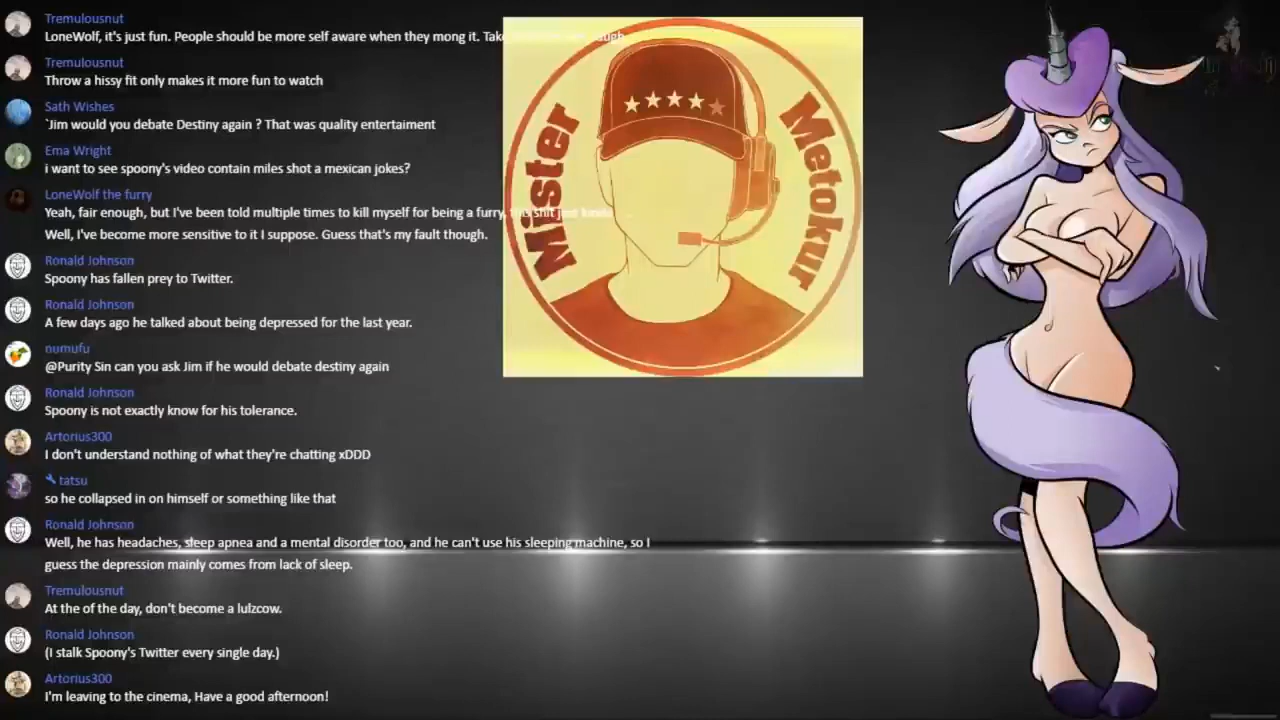 Tremulousnut
LoneWolf, it's just fun. People should be more self aware when they mong it. Take
Tremulousnut
Throw a hissy fit only makes it more fun to watch
Sath Wishes
`Jim would you debate Destiny again ? That was quality entertaiment
Ema Wright
i want to see spoony's video contain miles shot a mexican jokes?
LoneWolf the furry
Yeah, fair enough, but I've been told multiple times to kill myself for being a furry, this shit just kinda
Well, I've become more sensitive to it I suppose. Guess that's my fault though.
Ronald Johnson
Spoony has fallen prey to Twitter.
Ronald Johnson
A few days ago he talked about being depressed for the last year.
numufu
@Purity Sin can you ask Jim if he would debate destiny again
Ronald Johnson
Spoony is not exactly know for his tolerance.
Artorius300
I don't understand nothing of what they're chatting xDDD
tatsu
so he collapsed in on himself or something like that
Ronald Johnson
Well, he has headaches, sleep apnea and a mental disorder too, and he can't use his sleeping machine, so I
guess the depression mainly comes from lack of sleep.
Tremulousnut
At the of the day, don't become a lulzcow.
Ronald Johnson
(I stalk Spoony's Twitter every single day.)
Artorius300
I'm leaving to the cinema, Have a good afternoon!
Mister Metokur